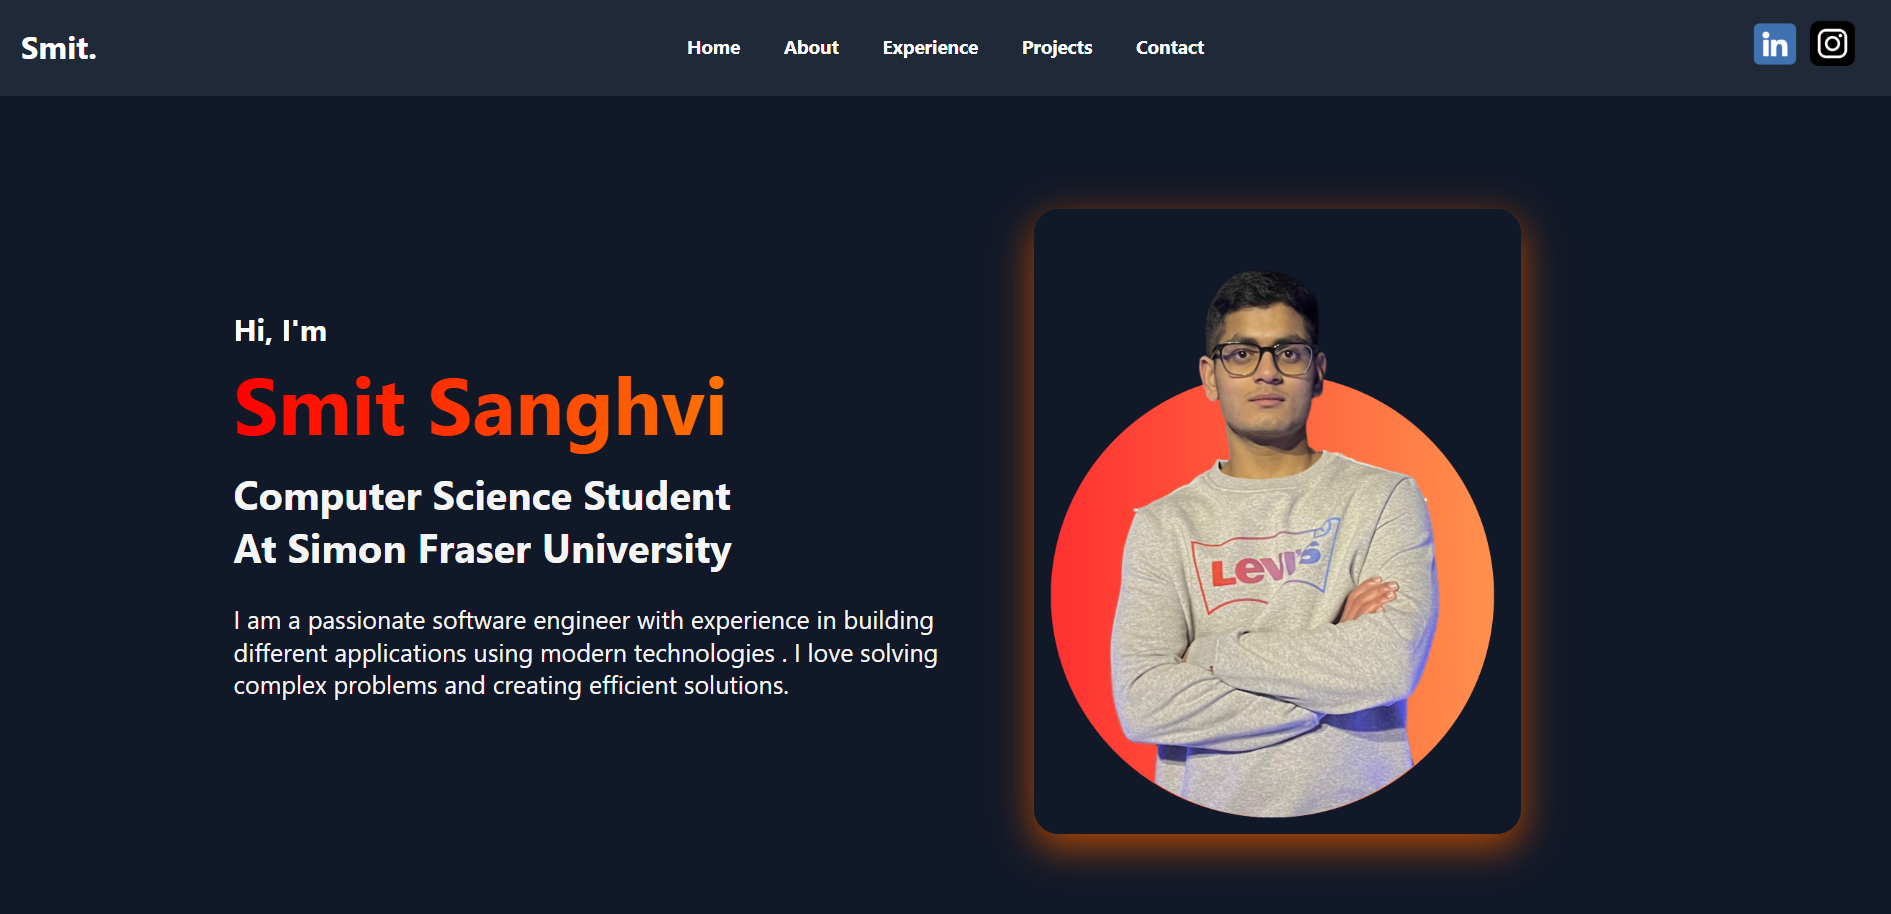 Smit.
Home About Experience Projects Contact
in
Hi, I'm
Smit Sanghvi
Computer Science Student
At Simon Fraser University
I am a passionate software engineer with experience in building
different applications using modern technologies . I love solving
complex problems and creating efficient solutions.
Levi's